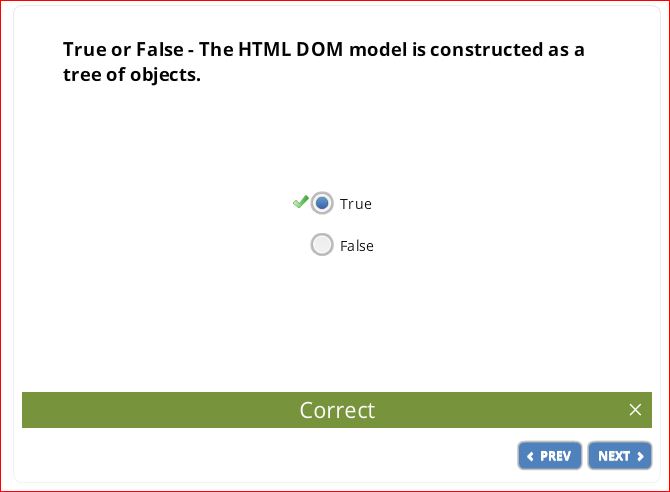 True or False - The HTML DOM model is constructed as a
tree of objects.
True
False
Correct
PREV
NEXT